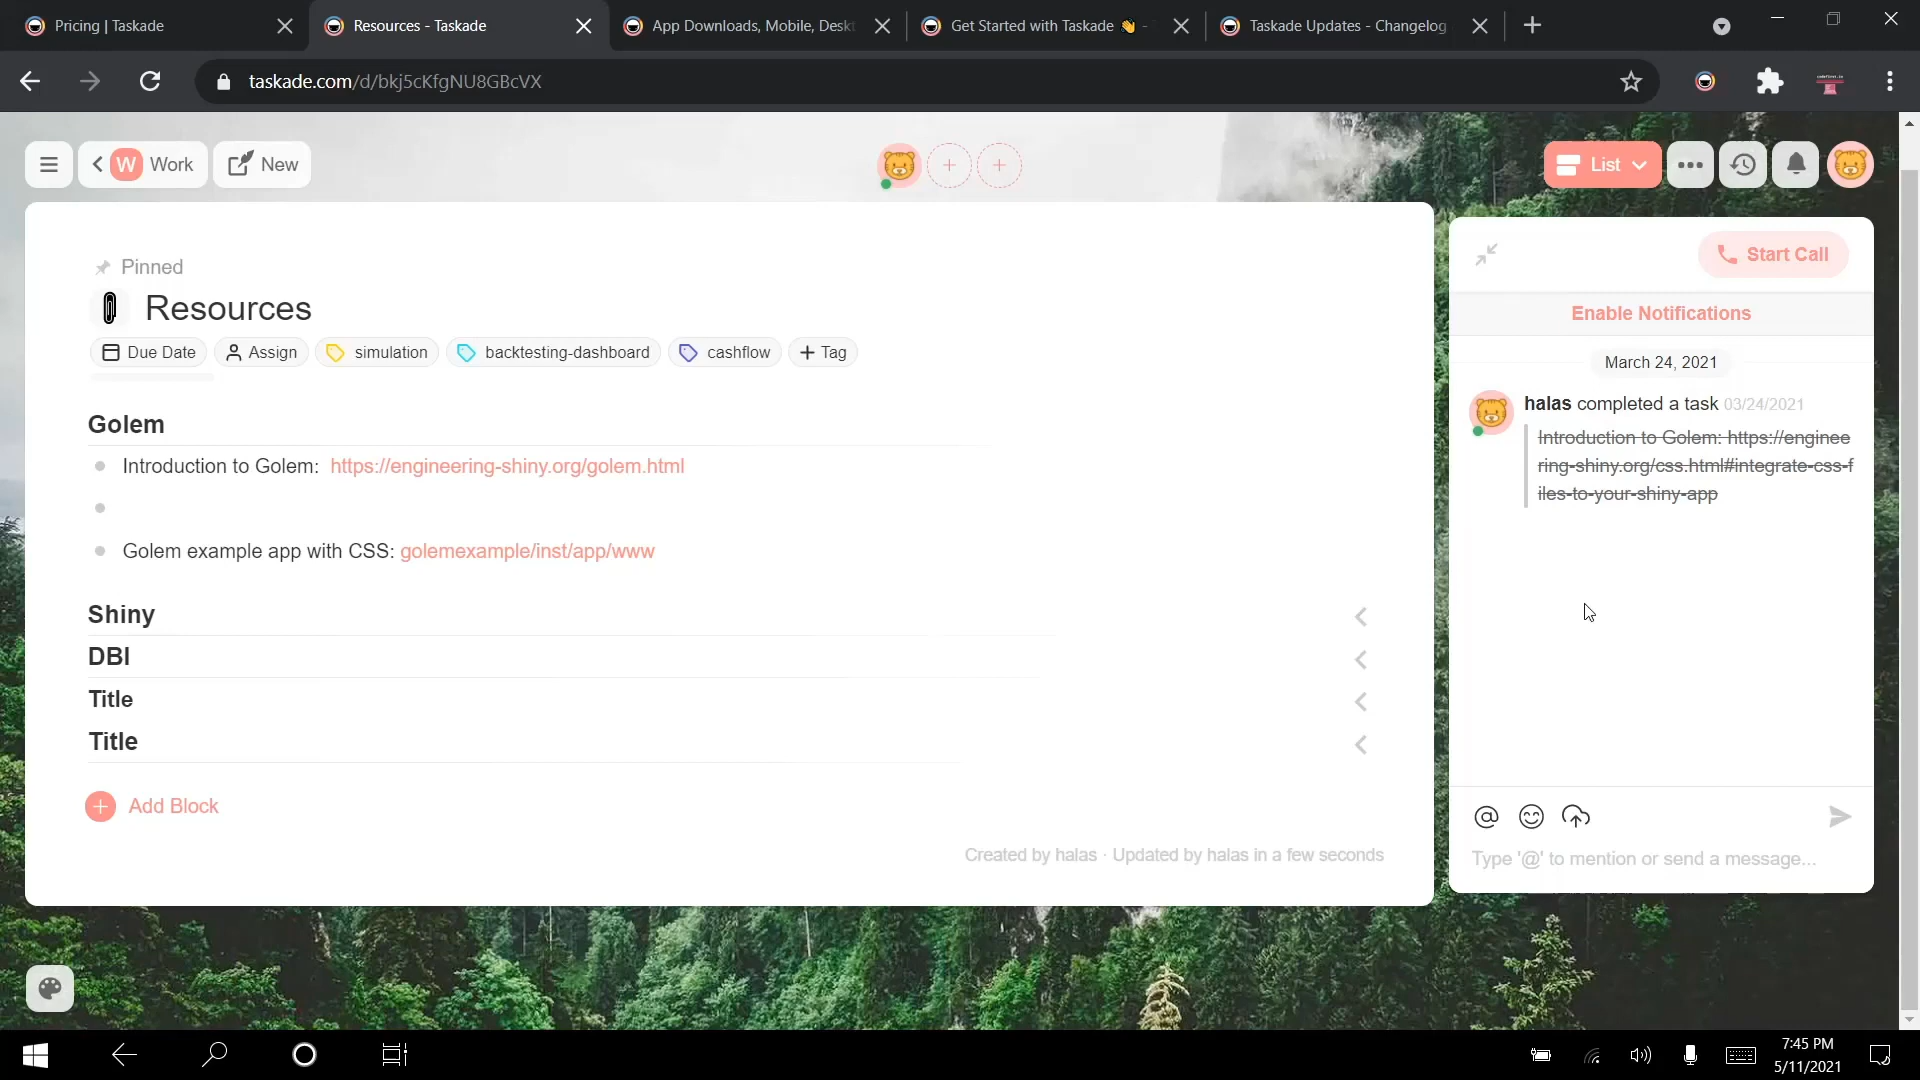 Pricing | Taskade
Resources - Taskade
App Downloads, Mobile, Deskt
Get Started with Taskade 👋 -
Taskade Updates - Changelog
taskade.com/d/bkj5cKfgNU8GBcVX
W Work
New
List
Pinned
Resources
Due Date
Assign
simulation
backtesting-dashboard
cashflow
+ Tag
Golem
Introduction to Golem: https://engineering-shiny.org/golem.html
Golem example app with CSS: golemexample/inst/app/www
Shiny
DBI
Title
Title
Add Block
Created by halas · Updated by halas in a few seconds
Start Call
Enable Notifications
March 24, 2021
halas completed a task 03/24/2021
Introduction to Golem: https://enginee
ring-shiny.org/css.html#integrate-css-f
iles-to-your-shiny-app
Type '@' to mention or send a message...
7:45 PM
5/11/2021